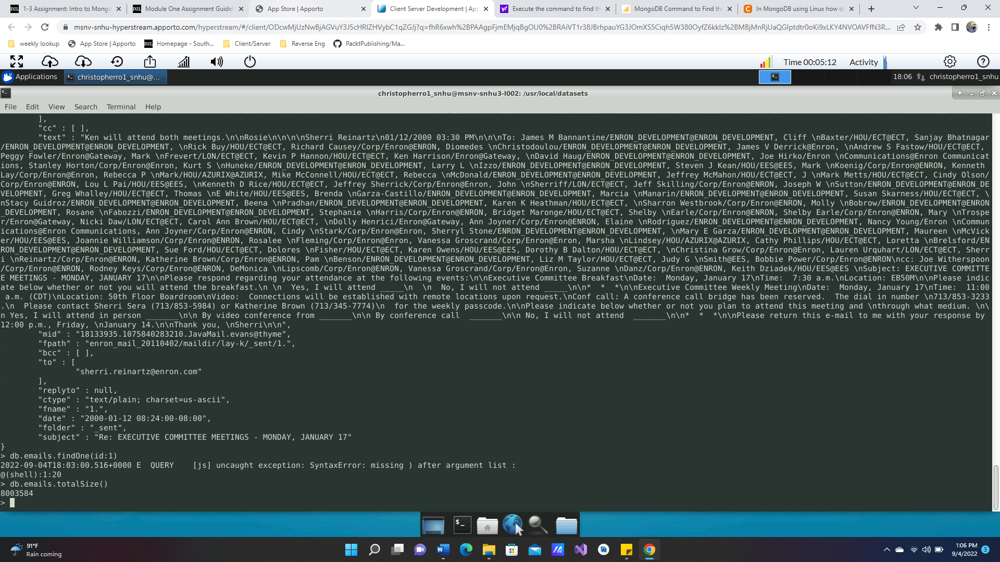 1-3 Assignment: Intro to Mongo
Module One Assignment Guidel
App Store | Apporto
Client Server Development | App
Execute the command to find th
MongoDB Command to Find the
In MongoDB using Linux how do
msnv-snhu-hyperstream.apporto.com/hyperstream/#/client/
weekly lookup
App Store | Apporto
Homepage - South...
Client/Server
Reverse Eng
PacktPublishing/Ma...
Time 00:05:12 Activity
Applications
christopherro1_snhu@...
18:06 christopherro1_snhu
christopherro1_snhu@msnv-snhu3-l002: /usr/local/datasets
File Edit View Search Terminal Help
],
"cc" : [ ],
"text" : "Ken will attend both meetings.\n\nRosie\n\n\n\nSherri Reinartz\n01/12/2000 03:30 PM\n\n\nTo: James M Bannantine/ENRON_DEVELOPMENT@ENRON_DEVELOPMENT, Cliff \nBaxter/HOU/ECT@ECT, Sanjay Bhatnagar
/ENRON_DEVELOPMENT@ENRON_DEVELOPMENT, \nRick Buy/HOU/ECT@ECT, Richard Causey/Corp/Enron@ENRON, Diomedes \nChristodoulou/ENRON_DEVELOPMENT@ENRON_DEVELOPMENT, James V Derrick@Enron, \nAndrew S Fastow/HOU/ECT@ECT,
Peggy Fowler/Enron@Gateway, Mark \nFrevert/LON/ECT@ECT, Kevin P Hannon/HOU/ECT@ECT, Ken Harrison/Enron@Gateway, \nDavid Haug/ENRON_DEVELOPMENT@ENRON_DEVELOPMENT, Joe Hirko/Enron \nCommunications@Enron Communicat
ions, Stanley Horton/Corp/Enron@Enron, Kurt S \nHuneke/ENRON_DEVELOPMENT@ENRON_DEVELOPMENT, Larry L \nIzzo/ENRON_DEVELOPMENT@ENRON_DEVELOPMENT, Steven J Kean/HOU/EES@EES, Mark \nKoenig/Corp/Enron@ENRON, Kenneth
Lay/Corp/Enron@Enron, Rebecca P \nMark/HOU/AZURIX@AZURIX, Mike McConnell/HOU/ECT@ECT, Rebecca \nMcDonald/ENRON_DEVELOPMENT@ENRON_DEVELOPMENT, Jeffrey McMahon/HOU/ECT@ECT, J \nMark Metts/HOU/ECT@ECT, Cindy Olson/
Corp/Enron@ENRON, Lou L Pai/HOU/EES@EES, \nKenneth D Rice/HOU/ECT@ECT, Jeffrey Sherrick/Corp/Enron@Enron, John \nSherriff/LON/ECT@ECT, Jeff Skilling/Corp/Enron@ENRON, Joseph W \nSutton/ENRON_DEVELOPMENT@ENRON_DE
VELOPMENT, Greg Whalley/HOU/ECT@ECT, Thomas \nE White/HOU/EES@EES, Brenda \nGarza-Castillo/ENRON_DEVELOPMENT@ENRON_DEVELOPMENT, Marcia \nManarin/ENRON_DEVELOPMENT@ENRON_DEVELOPMENT, Susan Skarness/HOU/ECT@ECT, \
nStacy Guidroz/ENRON_DEVELOPMENT@ENRON_DEVELOPMENT, Beena \nPradhan/ENRON_DEVELOPMENT@ENRON_DEVELOPMENT, Karen K Heathman/HOU/ECT@ECT, \nSharron Westbrook/Corp/Enron@ENRON, Molly \nBobrow/ENRON_DEVELOPMENT@ENRON
_DEVELOPMENT, Rosane \nFabozzi/ENRON_DEVELOPMENT@ENRON_DEVELOPMENT, Stephanie \nHarris/Corp/Enron@ENRON, Bridget Maronge/HOU/ECT@ECT, Shelby \nEarle/Corp/Enron@ENRON, Shelby Earle/Corp/Enron@ENRON, Mary \nTrospe
r/Enron@Gateway, Nicki Daw/LON/ECT@ECT, Carol Ann Brown/HOU/ECT@ECT, \nDolly Henrici/Enron@Gateway, Ann Joyner/Corp/Enron@ENRON, Elaine \nRodriguez/ENRON_DEVELOPMENT@ENRON_DEVELOPMENT, Nancy Young/Enron \nCommun
ications@Enron Communications, Ann Joyner/Corp/Enron@ENRON, Cindy \nStark/Corp/Enron@Enron, Sherryl Stone/ENRON_DEVELOPMENT@ENRON_DEVELOPMENT, \nMary E Garza/ENRON_DEVELOPMENT@ENRON_DEVELOPMENT, Maureen \nMcVick
er/HOU/EES@EES, Joannie Williamson/Corp/Enron@ENRON, Rosalee \nFleming/Corp/Enron@Enron, Vanessa Groscrand/Corp/Enron@Enron, Marsha \nLindsey/HOU/AZURIX@AZURIX, Cathy Phillips/HOU/ECT@ECT, Loretta \nBrelsford/EN
RON_DEVELOPMENT@ENRON_DEVELOPMENT, Sue Ford/HOU/ECT@ECT, Dolores \nFisher/HOU/ECT@ECT, Karen Owens/HOU/EES@EES, Dorothy B Dalton/HOU/ECT@ECT, \nChristina Grow/Corp/Enron@Enron, Lauren Urquhart/LON/ECT@ECT, Sherr
i \nReinartz/Corp/Enron@ENRON, Katherine Brown/Corp/Enron@ENRON, Pam \nBenson/ENRON_DEVELOPMENT@ENRON_DEVELOPMENT, Liz M Taylor/HOU/ECT@ECT, Judy G \nSmith@EES, Bobbie Power/Corp/Enron@ENRON\ncc: Joe Witherspoon
/Corp/Enron@ENRON, Rodney Keys/Corp/Enron@ENRON, DeMonica \nLipscomb/Corp/Enron@ENRON, Vanessa Groscrand/Corp/Enron@Enron, Suzanne \nDanz/Corp/Enron@ENRON, Keith Dziadek/HOU/EES@EES \nSubject: EXECUTIVE COMMITTE
E MEETINGS - MONDAY, JANUARY 17\n\nPlease respond regarding your attendance at the following events:\n\nExecutive Committee Breakfast\nDate:  Monday, January 17\nTime:  7:30 a.m.\nLocation: EB50M\n\nPlease indic
ate below whether or not you will attend the breakfast.\n \n  Yes, I will attend _____\n  \n  No, I will not attend _____\n\n*  *  *\n\nExecutive Committee Weekly Meeting\nDate:  Monday, January 17\nTime:  11:00
a.m. (CDT)\nLocation: 50th Floor Boardroom\nVideo:  Connections will be established with remote locations upon request.\nConf call: A conference call bridge has been reserved.  The dial in number \n713/853-3233
.\n  Please contact Sherri Sera (713/853-5984) or Katherine Brown (713/345-7774)\n  for the weekly passcode.\n\nPlease indicate below whether or not you plan to attend this meeting and \nthrough what medium. \n\
n Yes, I will attend in person _______\n\n By video conference from _______\n\n By conference call  _______\n\n No, I will not attend  _______\n\n*  *  *\n\nPlease return this e-mail to me with your response by
12:00 p.m., Friday, \nJanuary 14.\n\nThank you, \nSherri\n\n",
"mid" : "18133935.1075840283210.JavaMail.evans@thyme",
"fpath" : "enron_mail_20110402/maildir/lay-k/_sent/1.",
"bcc" : [ ],
"to" : [
"sherri.reinartz@enron.com"
],
"replyto" : null,
"ctype" : "text/plain; charset=us-ascii",
"fname" : "1.",
"date" : "2000-01-12 08:24:00-08:00",
"folder" : "_sent",
"subject" : "Re: EXECUTIVE COMMITTEE MEETINGS - MONDAY, JANUARY 17"
}
> db.emails.findOne(id:1)
2022-09-04T18:03:00.516+0000 E  QUERY    [js] uncaught exception: SyntaxError: missing ) after argument list :
@(shell):1:20
> db.emails.totalSize()
8003584
>
91°F
Rain coming
1:06 PM
9/4/2022
3